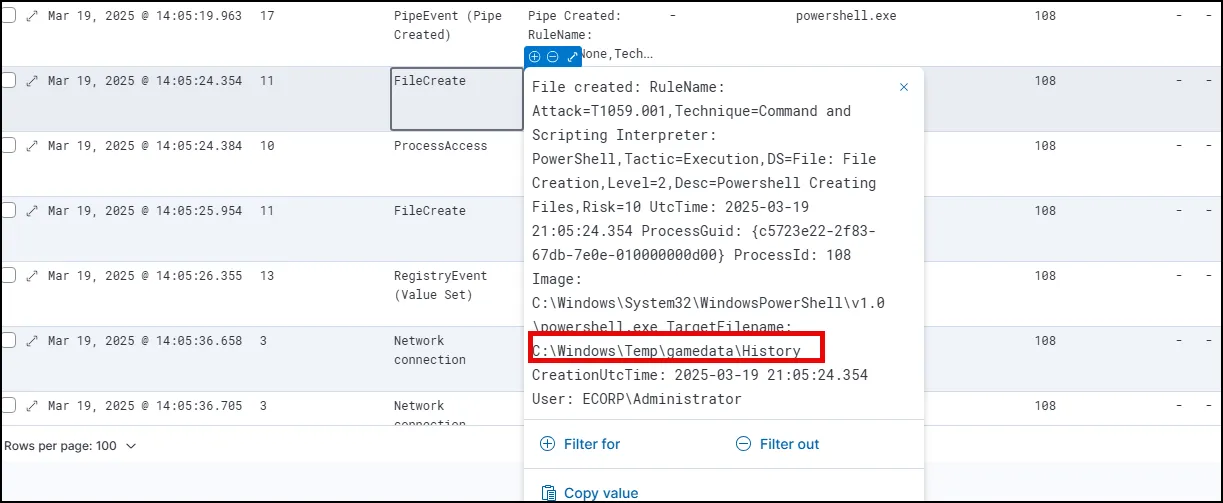 Mar 19, 2025 @ 14:05:19.963 17 PipeEvent (Pipe Created) Pipe Created: RuleName: None,Tech… - powershell.exe 108 - -
Mar 19, 2025 @ 14:05:24.354 11 FileCreate 108 - -
File created: RuleName:
Attack=T1059.001,Technique=Command and
Scripting Interpreter:
PowerShell,Tactic=Execution,DS=File: File
Creation,Level=2,Desc=Powershell Creating
Files,Risk=10 UtcTime: 2025-03-19
21:05:24.354 ProcessGuid: {c5723e22-2f83-
67db-7e0e-010000000d00} ProcessId: 108
Image:
C:\Windows\System32\WindowsPowerShell\v1.0
\powershell.exe TargetFilename:
C:\Windows\Temp\gamedata\History
CreationUtcTime: 2025-03-19 21:05:24.354
User: ECORP\Administrator
Filter for Filter out
Copy value
Mar 19, 2025 @ 14:05:24.384 10 ProcessAccess 108 - -
Mar 19, 2025 @ 14:05:25.954 11 FileCreate 108 - -
Mar 19, 2025 @ 14:05:26.355 13 RegistryEvent (Value Set) 108 - -
Mar 19, 2025 @ 14:05:36.658 3 Network connection 108 - -
Mar 19, 2025 @ 14:05:36.705 3 Network connection 108 - -
Rows per page: 100